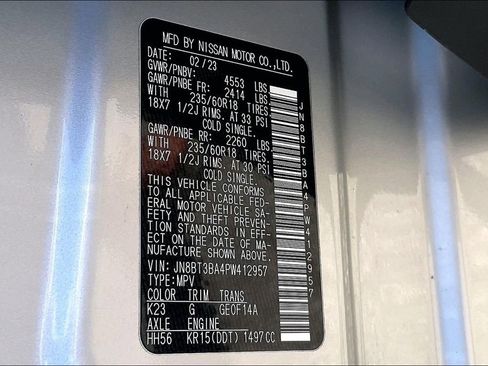 MFD BY NISSAN MOTOR CO.,LTD.
DATE: 02/23
GVWR/PNBV: 4553 LBS
GAWR/PNBE FR: 2414 LBS
WITH 235/60R18 TIRES,
18X7 1/2J RIMS, AT 33 PSI
COLD SINGLE,
GAWR/PNBE RR: 2260 LBS
WITH 235/60R18 TIRES,
18X7 1/2J RIMS, AT 30 PSI
COLD SINGLE,
THIS VEHICLE CONFORMS
TO ALL APPLICABLE FED-
ERAL MOTOR VEHICLE SA-
FETY AND THEFT PREVEN-
TION STANDARDS IN EFF-
ECT ON THE DATE OF MA-
NUFACTURE SHOWN ABOVE.
VIN: JN8BT3BA4PW412957
TYPE: MPV
COLOR TRIM TRANS
K23 G GE0F14A
AXLE ENGINE
HH56 KR15(DDT) 1497CC
JN8BT3BA4PW412957